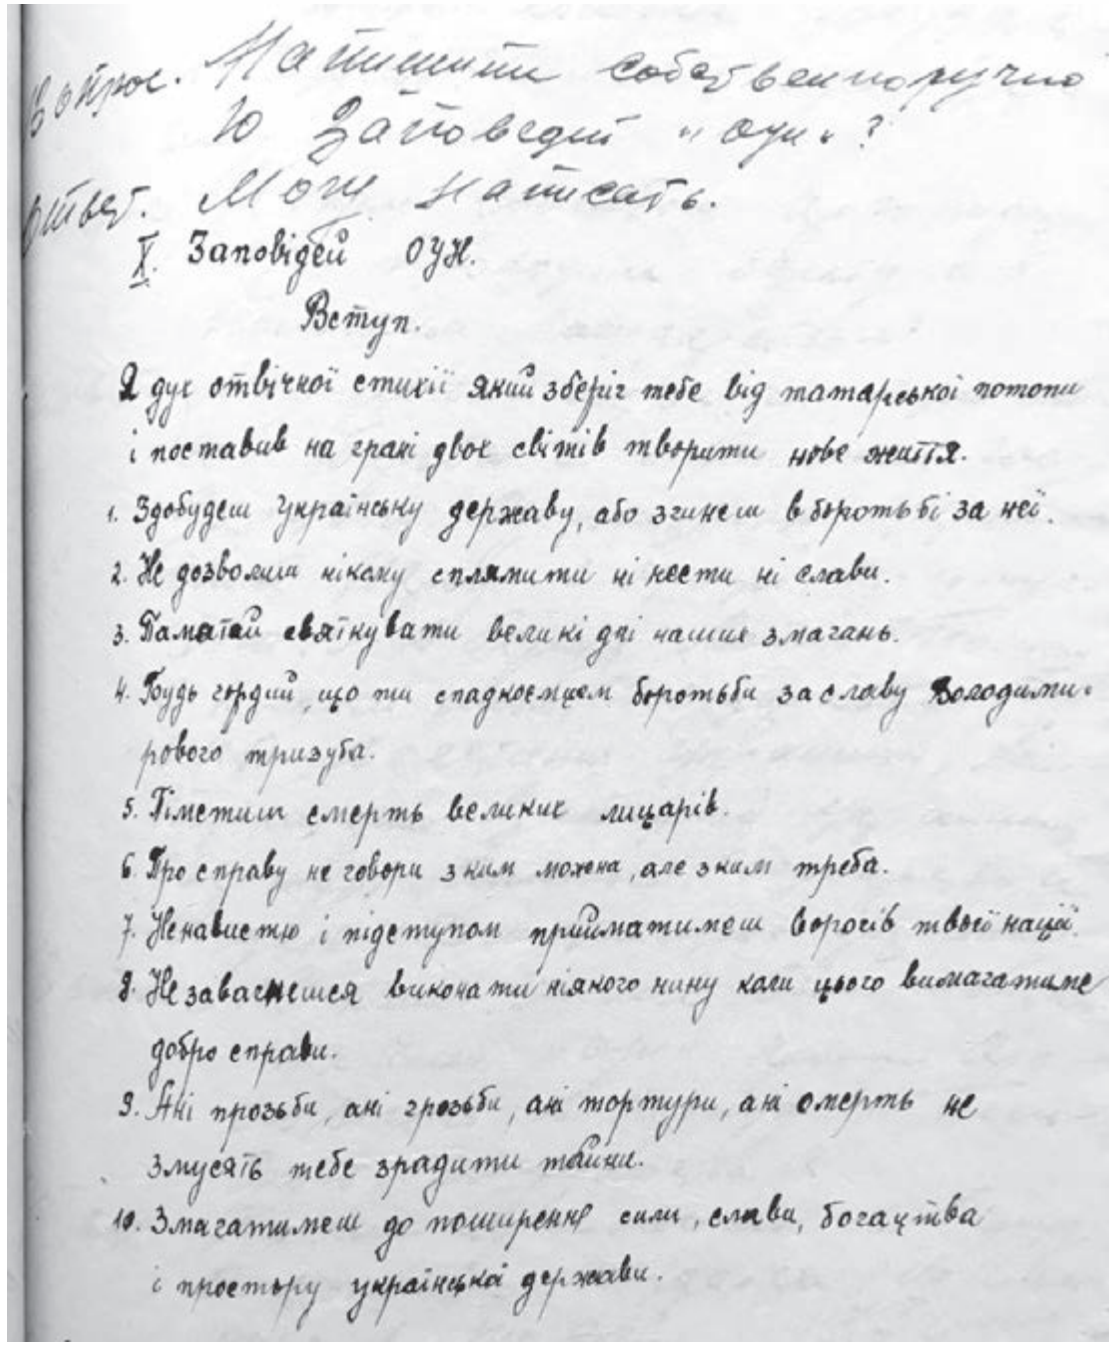 Вопрос. Напишити собственноручно
10 Заповедит "оун"?
Ответ.Можу написать.
X. Заповідей ОУН.
Вступ.
Я дух отвічної стихії який зберіг тебе від татарської потопи
і поставив на грані двох світів творити нове життя.
1. Здобудеш Українську державу, або згинеш в боротьбі за неї.
2. Не дозволиш нікому сплямити ні чести ні слави.
3. Памятай святкувати великі дні наших змагань.
4. Будь гордий, що ти спадкоємцем боротьби за славу Володими-
рового тризуба.
5. Пімстиш смерть великих лицарів.
6. Про справу не говори з ким можна, але з ким треба.
7. Ненавистю і підступом прийматимеш ворогів твоєї нації.
8. Не завагнешся виконати ніякого чину коли цього вимагатиме
добро справи.
9. Ані прозьби, ані грозьби, ані тортури, ані смерть не
змусять тебе зрадити тайни.
10. Змагатимеш до поширення сили, слави, богацтва
і простору українскої держави.